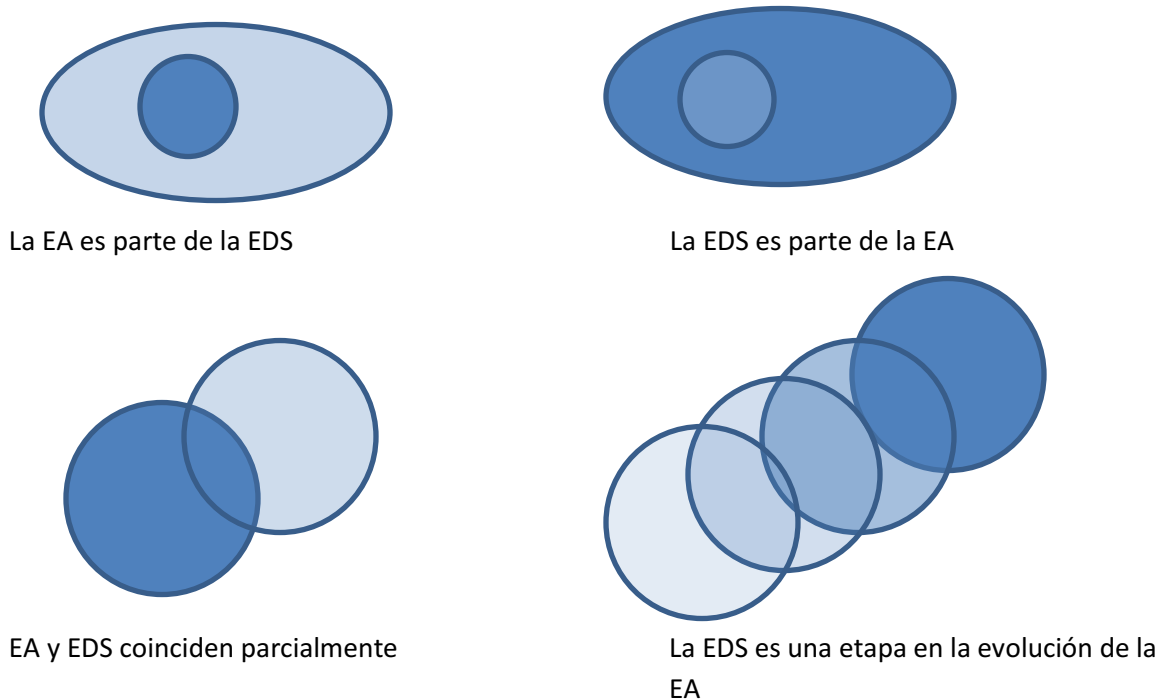 La EA es parte de la EDS
La EDS es parte de la EA
EA y EDS coinciden parcialmente
La EDS es una etapa en la evolución de la
EA